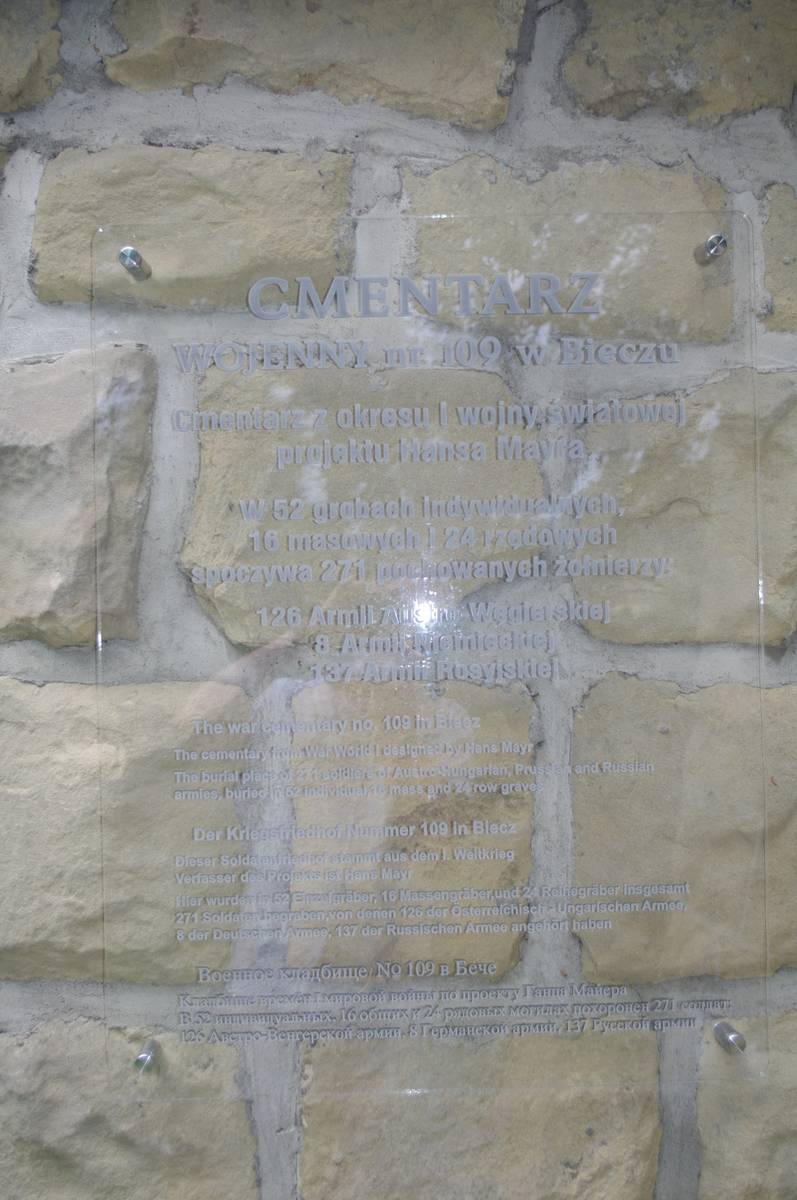 CMENTARZ
WOJENNY nr 109 w Bieczu
Cmentarz z okresu I wojny światowej
projektu Hansa Mayra
W 52 grobach indywidualnych,
16 masowych i 24 rzędowych
spoczywa 271 pochowanych żołnierzy:
126 Armii Austro-Węgierskiej
8 Armii Niemieckiej
137 Armii Rosyjskiej
The war cementary no. 109 in Biecz
The cementary from War World I designed by Hans Mayr
The burial place of 271 soldiers of Austro-Hungarian, Prussian and Russian
armies, buried in 52 individual, 16 mass and 24 row graves
Der Kriegsfriedhof Nummer 109 in Biecz
Dieser Soldatenfriedhof stammt aus dem I. Weltkrieg
Verfasser des Projekts ist Hans Mayr
Hier wurden in 52 Einzelgräber, 16 Massengräber,und 24 Reihegräber insgesamt
271 Soldaten begraben,von denen 126 der Österreichisch - Ungarischen Armee,
8 der Deutschen Armee, 137 der Russischen Armee angehört haben
Военное кладбище No 109 в Бече
Кладбище времён I мировой войны по проекту Ганца Майера
В 52 индивидуальных, 16 общих и 24 рядовых могилах похоронен 271 солдат:
126 Австро-Венгерской армии, 8 Германской армии, 137 Русской армии